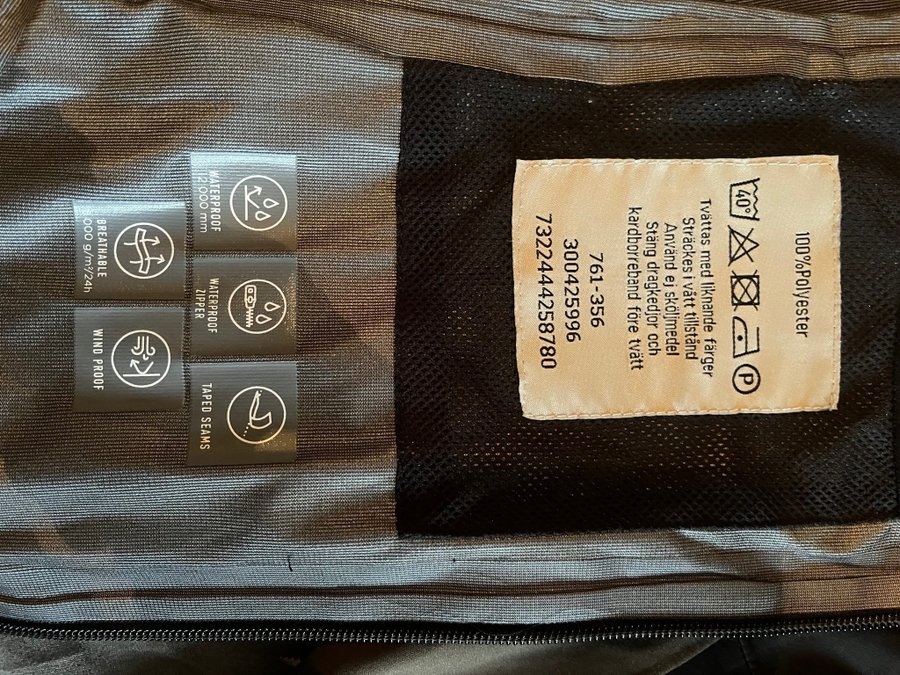 100%Polyester
40° P
Tvättas med liknande färger
Sträckes i vått tillstånd
Använd ej sköljmedel
Stäng dragkedjor och
kardborreband före tvätt
761-356
300425996
7322444258780
WATERPROOF
12 000 mm
WATERPROOF
ZIPPER
TAPED SEAMS
BREATHABLE
000 g/m²/24h
WIND PROOF